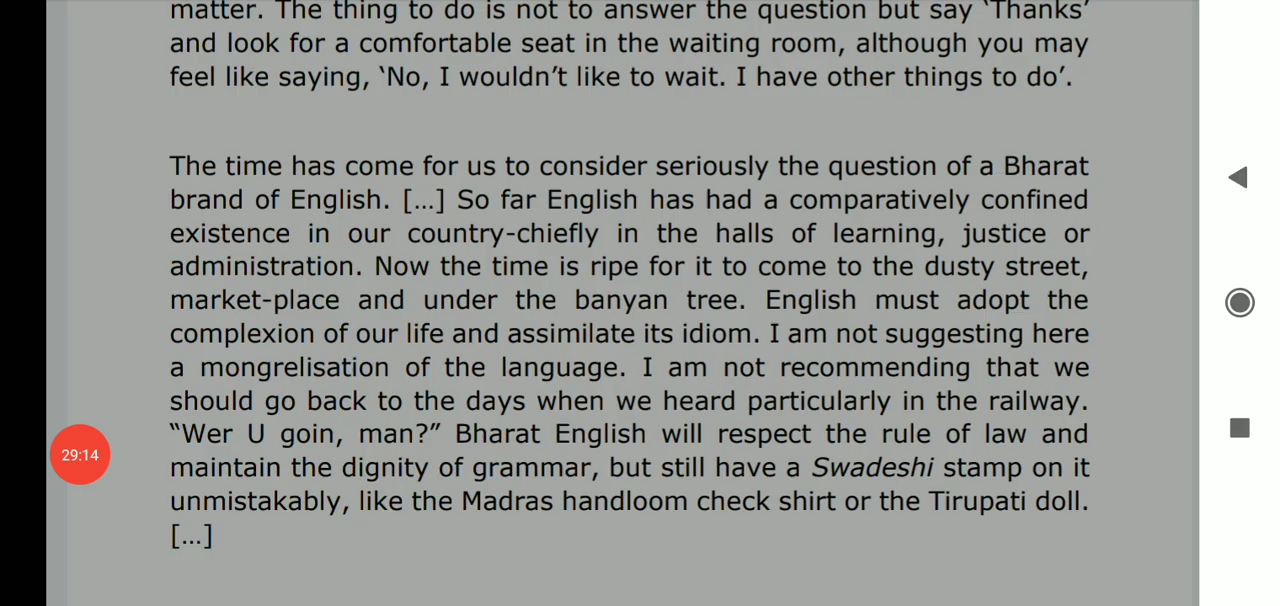 matter. The thing to do is not to answer the question but say ‘Thanks’
and look for a comfortable seat in the waiting room, although you may
feel like saying, ‘No, I wouldn’t like to wait. I have other things to do’.
The time has come for us to consider seriously the question of a Bharat
brand of English. […] So far English has had a comparatively confined
existence in our country-chiefly in the halls of learning, justice or
administration. Now the time is ripe for it to come to the dusty street,
market-place and under the banyan tree. English must adopt the
complexion of our life and assimilate its idiom. I am not suggesting here
a mongrelisation of the language. I am not recommending that we
should go back to the days when we heard particularly in the railway.
“Wer U goin, man?” Bharat English will respect the rule of law and
29:14
maintain the dignity of grammar, but still have a Swadeshi stamp on it
unmistakably, like the Madras handloom check shirt or the Tirupati doll.
[…]